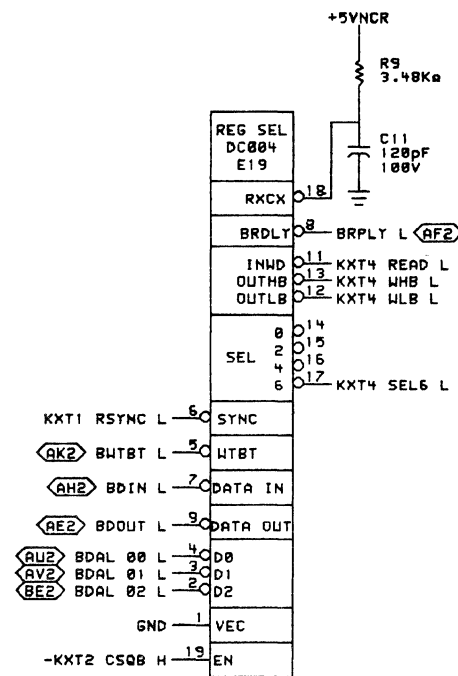 +5VNCR
R9
3.48KΩ
REG SEL
DC004
E19
C11
120pF
100V
RXCX 18
BRDLY 8 BRPLY L AF2
INWD 11 KXT4 READ L
OUTHB 13 KXT4 WHB L
OUTLB 12 KXT4 WLB L
SEL
0 14
2 15
4 16
6 17 KXT4 SEL6 L
KXT1 RSYNC L 6 SYNC
AK2 BWTBT L 5 WTBT
AH2 BDIN L 7 DATA IN
AE2 BDOUT L 9 DATA OUT
AU2 BDAL 00 L 4 D0
AV2 BDAL 01 L 3 D1
BE2 BDAL 02 L 2 D2
GND 1 VEC
-KXT2 CSQB H 19 EN